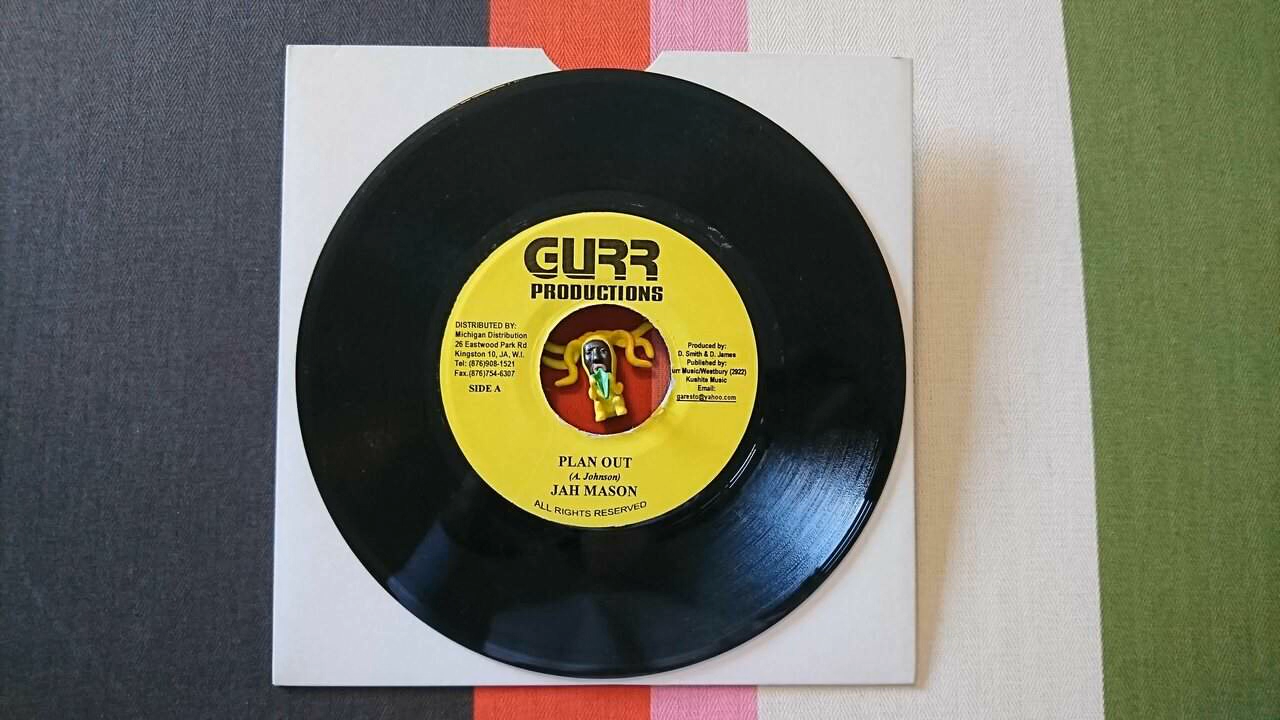 GURR
PRODUCTIONS
DISTRIBUTED BY:
Michigan Distribution
26 Eastwood Park Rd
Kingston 10, JA, W.I.
Tel: (876)908-1521
Fax.(876)754-6307
SIDE A
Produced by:
D. Smith & D. James
Published by:
urr Music/Westbury (2922)
Kushite Music
Email:
garesto@yahoo.com
PLAN OUT
(A. Johnson)
JAH MASON
ALL RIGHTS RESERVED